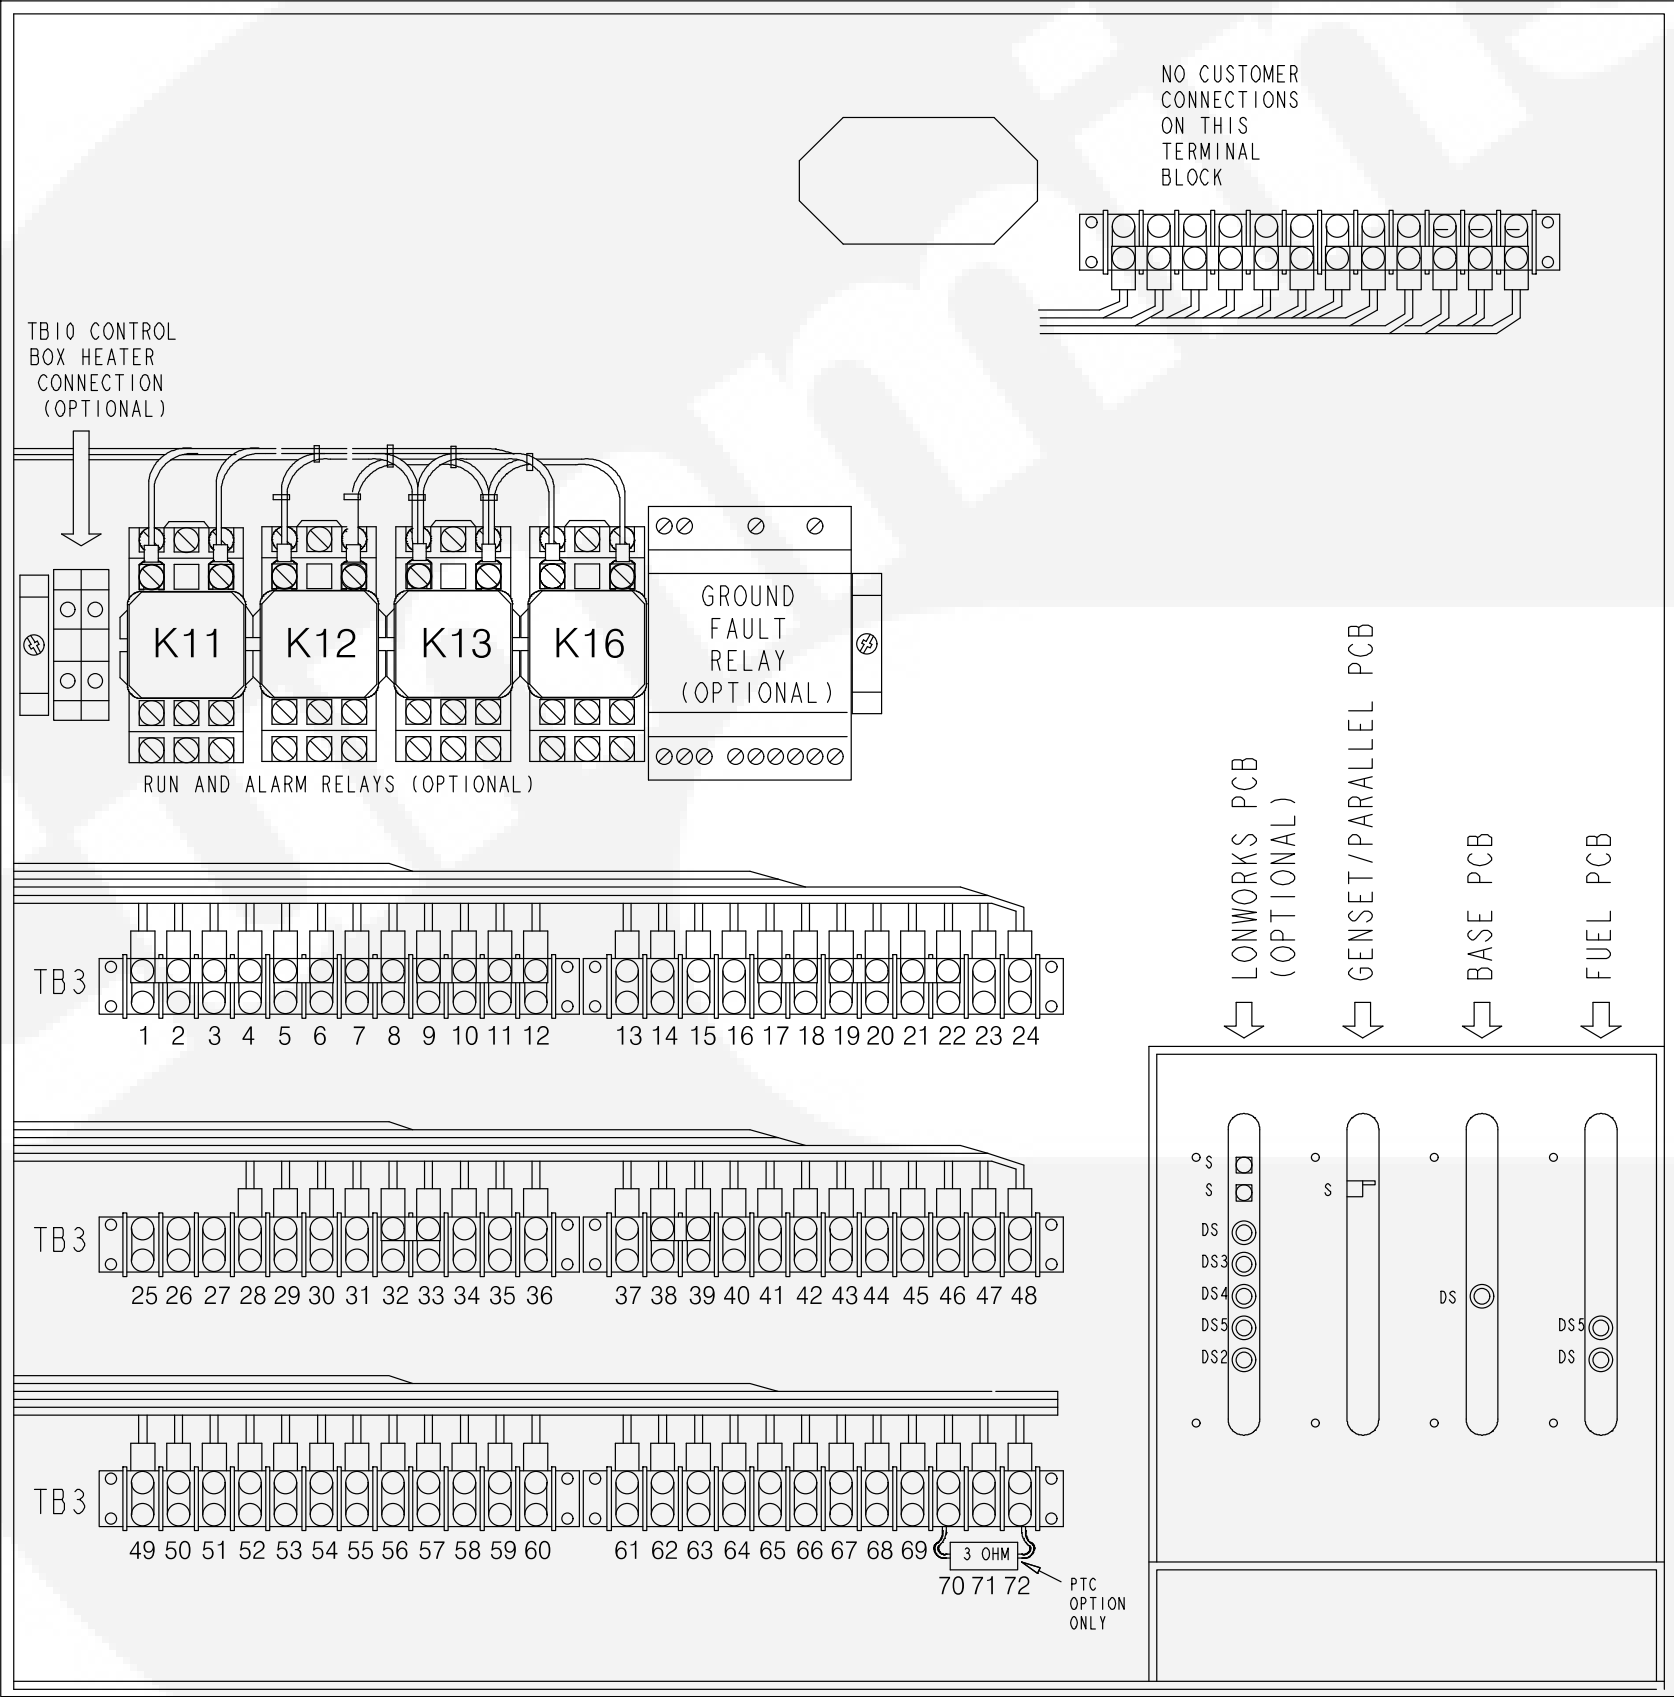 NO CUSTOMER
CONNECTIONS
ON THIS
TERMINAL
BLOCK
TB10 CONTROL
BOX HEATER
CONNECTION
(OPTIONAL)
K11
K12
K13
K16
GROUND
FAULT
RELAY
(OPTIONAL)
RUN AND ALARM RELAYS (OPTIONAL)
LONWORKS PCB
(OPTIONAL)
GENSET/PARALLEL PCB
BASE PCB
FUEL PCB
TB3
1 2 3 4 5 6 7 8 9 10 11 12 13 14 15 16 17 18 19 20 21 22 23 24
TB3
25 26 27 28 29 30 31 32 33 34 35 36 37 38 39 40 41 42 43 44 45 46 47 48
TB3
49 50 51 52 53 54 55 56 57 58 59 60 61 62 63 64 65 66 67 68 69
3 OHM
70 71 72
PTC
OPTION
ONLY
S
S
DS
DS3
DS4
DS5
DS2
S
DS
DS5
DS